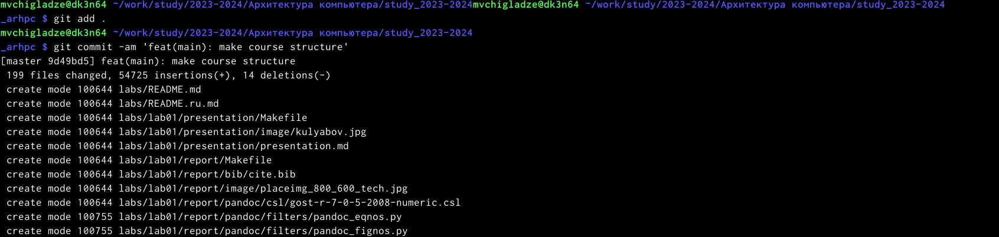 mvchigladze@dk3n64 ~/work/study/2023-2024/Архитектура компьютера/study_2023-2024mvchigladze@dk3n64 ~/work/study/2023-2024/Архитектура компьютера/study_2023-2024
_arhpc $ git add .
mvchigladze@dk3n64 ~/work/study/2023-2024/Архитектура компьютера/study_2023-2024
_arhpc $ git commit -am 'feat(main): make course structure'
[master 9d49bd5] feat(main): make course structure
 199 files changed, 54725 insertions(+), 14 deletions(-)
 create mode 100644 labs/README.md
 create mode 100644 labs/README.ru.md
 create mode 100644 labs/lab01/presentation/Makefile
 create mode 100644 labs/lab01/presentation/image/kulyabov.jpg
 create mode 100644 labs/lab01/presentation/presentation.md
 create mode 100644 labs/lab01/report/Makefile
 create mode 100644 labs/lab01/report/bib/cite.bib
 create mode 100644 labs/lab01/report/image/placeimg_800_600_tech.jpg
 create mode 100644 labs/lab01/report/pandoc/csl/gost-r-7-0-5-2008-numeric.csl
 create mode 100755 labs/lab01/report/pandoc/filters/pandoc_eqnos.py
 create mode 100755 labs/lab01/report/pandoc/filters/pandoc_fignos.py